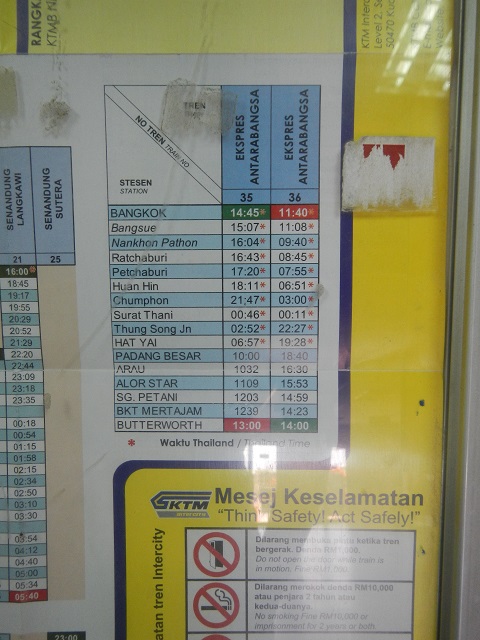 RANGK
KTMB N
KTM Interc
Level 2, S
50470 Kua
TREN
NO TREN TRAIN NO
STESEN
STATION
EKSPRES ANTARABANGSA
EKSPRES ANTARABANGSA
35 36
BANGKOK 14:45* 11:40*
Bangsue 15:07* 11:08*
Nankhon Pathon 16:04* 09:40*
Ratchaburi 16:43* 08:45*
Petchaburi 17:20* 07:55*
Huan Hin 18:11* 06:51*
Chumphon 21;47* 03:00*
Surat Thani 00:46* 00:11*
Thung Song Jn 02:52* 22:27*
HAT YAI 06:57* 19:28*
PADANG BESAR 10:00 18:40
ARAU 1032 16:30
ALOR STAR 1109 15:53
SG. PETANI 1203 14:59
BKT MERTAJAM 1239 14:23
BUTTERWORTH 13:00 14:00
* Waktu Thailand / Thailand Time
SENANDUNG LANGKAWI
SENANDUNG SUTERA
21 25
16:00*
18:45
19:17
19:55
20:29
20:52
21:29
22:20
22:44
23:09
23:18
23:35
00:18
00:54
01:15
01:58
02:15
02:34
02:50
03:10
03:30
03:54
04:12
04:40
05:00
05:34
05:40
23:00
KTM
Mesej Keselamatan
"Think Safety! Act Safely!"
atan tren Intercity
Dilarang membuka pintu ketika tren
bergerak. Denda RM1,000.
Do not open the door while train is
in motion. Fine RM1,000.
Dilarang merokok denda RM10,000
atau penjara 2 tahun atau
kedua-duanya.
No smoking Fine RM10,000 or
imprisonment for 2 years or both.